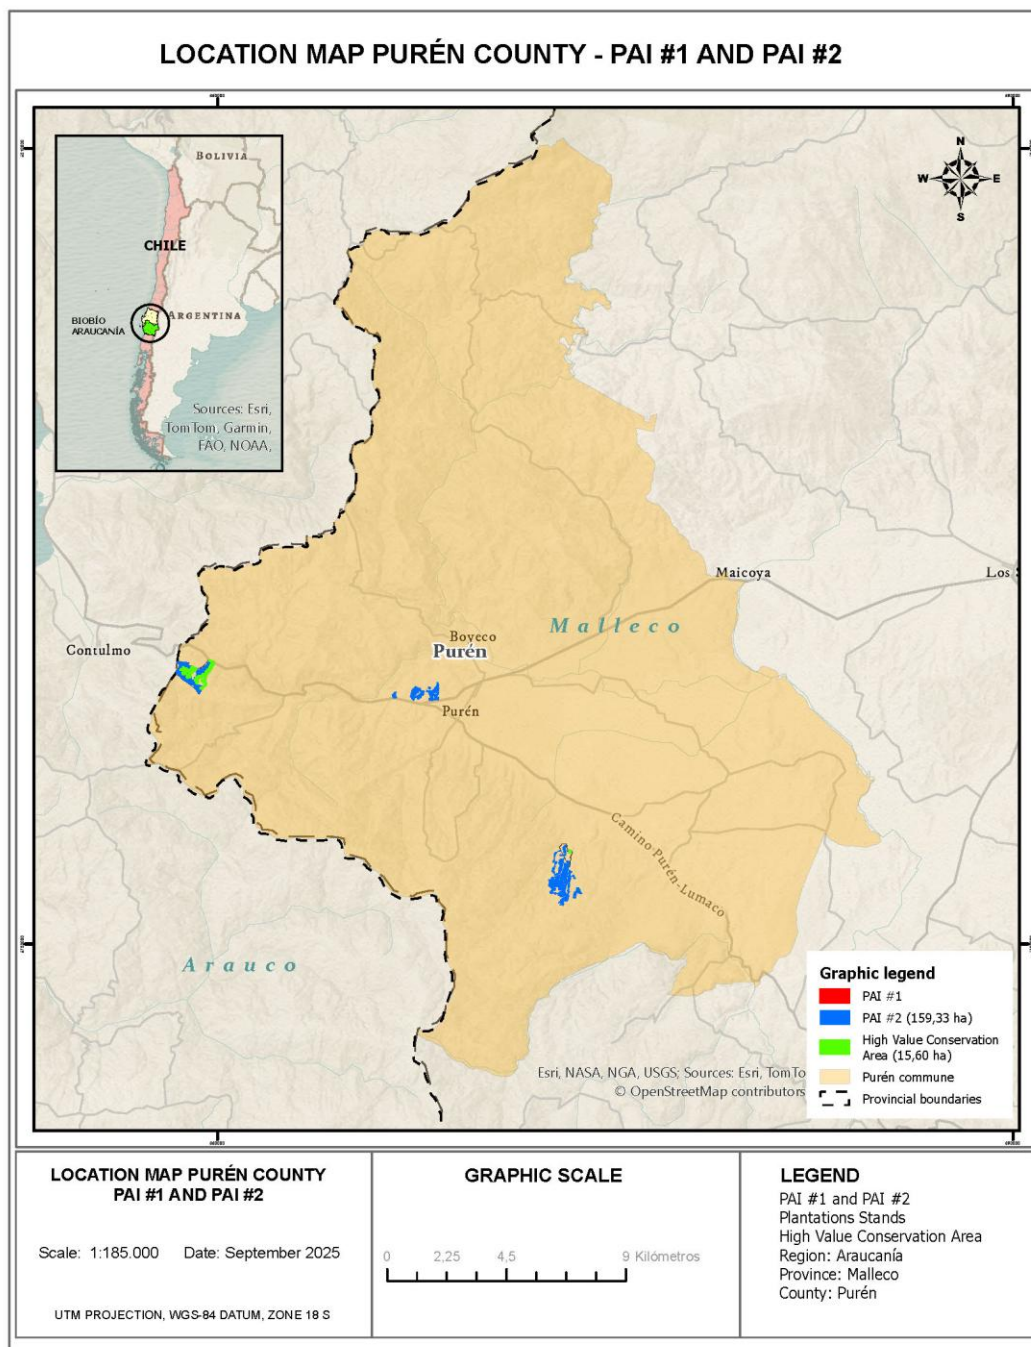 LOCATION MAP PURÉN COUNTY - PAI #1 AND PAI #2
BOLIVIA
CHILE
ARGENTINA
BIOBÍO
ARAUCANÍA
Sources: Esri,
TomTom, Garmin,
FAO, NOAA,
N
W
E
S
Maicoya
Los
Malleco
Boyeco
Purén
Contulmo
Purén
Camino Purén-Lumaco
Arauco
Esri, NASA, NGA, USGS; Sources: Esri, TomTo
© OpenStreetMap contributors
Graphic legend
PAI #1
PAI #2 (159,33 ha)
High Value Conservation
Area (15,60 ha)
Purén commune
Provincial boundaries
LOCATION MAP PURÉN COUNTY
PAI #1 AND PAI #2
Scale: 1:185.000 Date: September 2025
UTM PROJECTION, WGS-84 DATUM, ZONE 18 S
GRAPHIC SCALE
0 2,25 4,5 9 Kilómetros
LEGEND
PAI #1 and PAI #2
Plantations Stands
High Value Conservation Area
Region: Araucanía
Province: Malleco
County: Purén